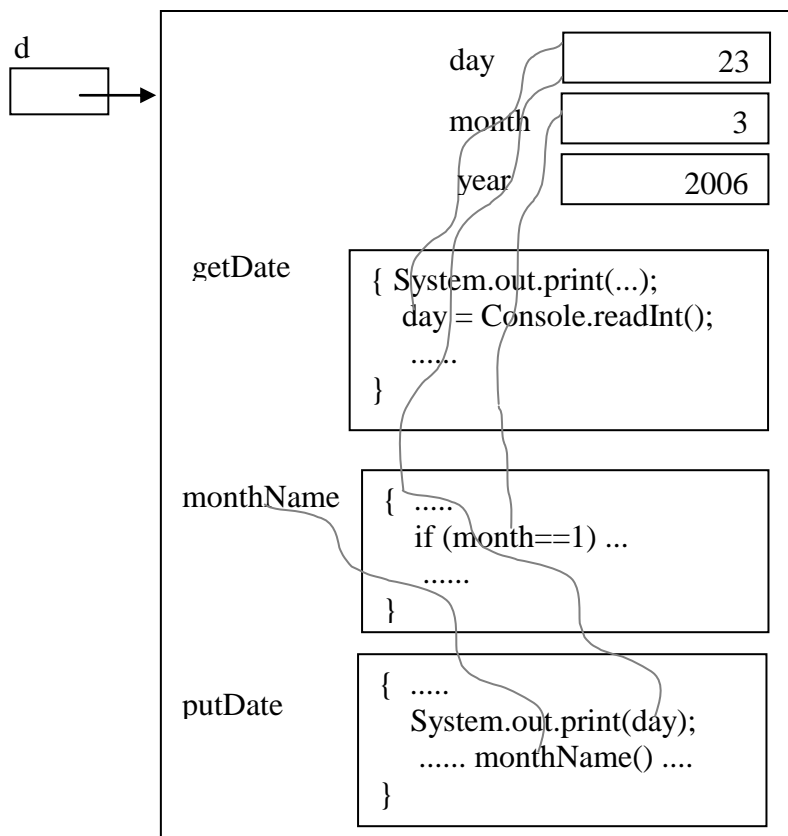 d
day 23
month 3
year 2006
getDate
{ System.out.print(...);
day = Console.readInt();
......
}
monthName
{ .....
if (month==1) ...
......
}
putDate
{ .....
System.out.print(day);
...... monthName() ....
}